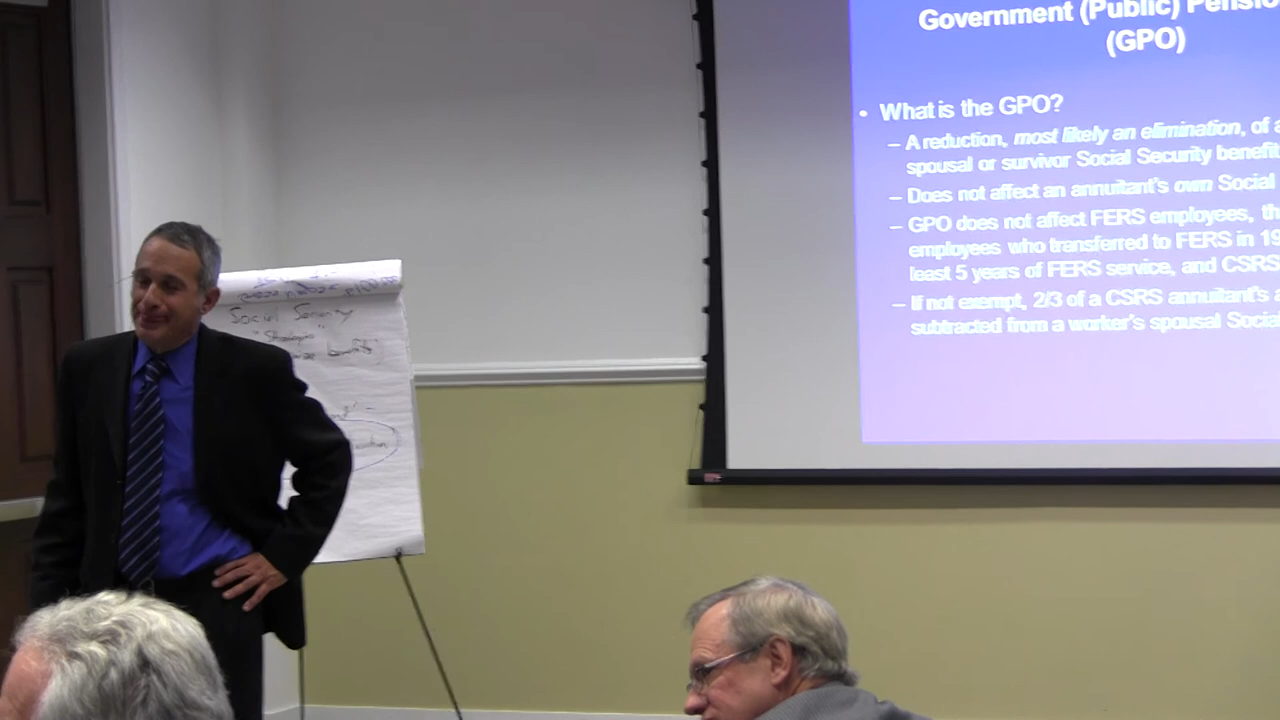 Government (Public) Pensio
(GPO)
• What is the GPO?
– A reduction, most likely an elimination, of a
spousal or survivor Social Security benefit
– Does not affect an annuitant's own Social
– GPO does not affect FERS employees, th
employees who transferred to FERS in 19
least 5 years of FERS service, and CSRS
– If not exempt, 2/3 of a CSRS annuitant's
subtracted from a worker's spousal Social
Social Security
"Strategies"
benefits